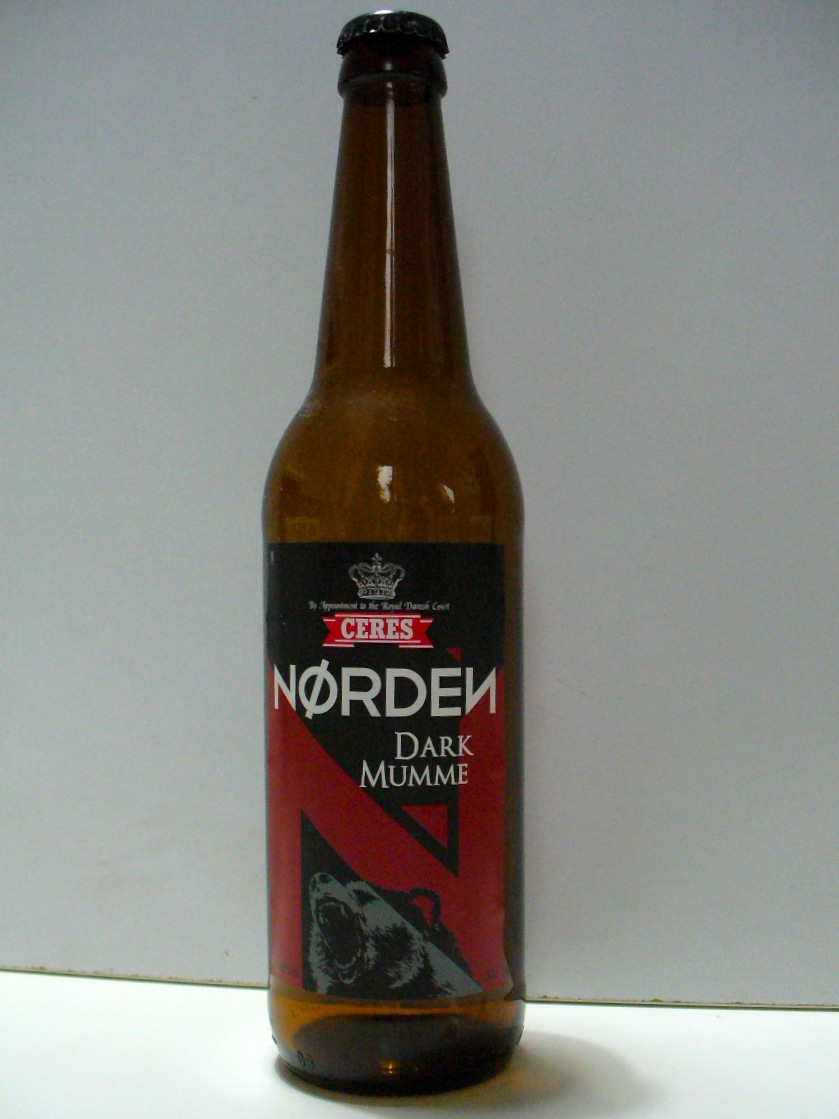 By Appointment to the Royal Danish Court
CERES
NØRDEN
DARK
MUMME